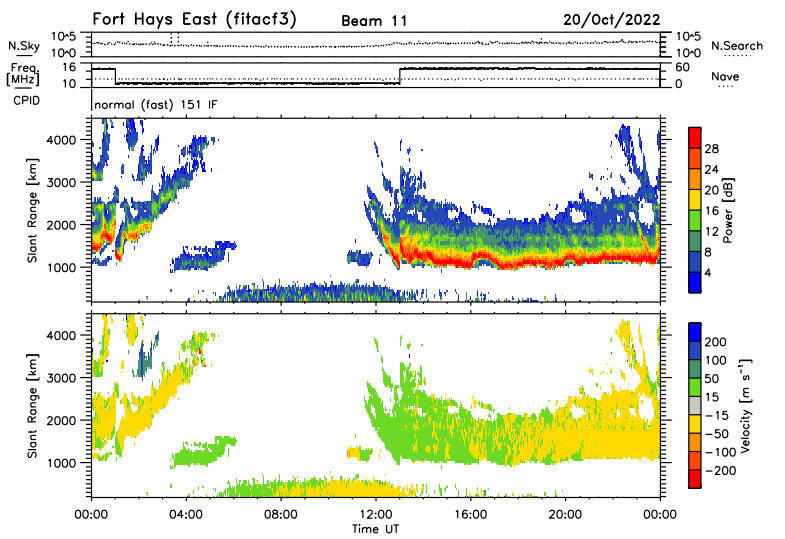 Fort Hays East (fitacf3) Beam 11 20/Oct/2022
N.Sky 10^5 10^0 10^5 10^0 N.Search
Freq. [MHz] 16 10 60 0 Nave
CPID normal (fast) 151 IF
Slant Range [km] 4000 3000 2000 1000
28 24 20 16 12 8 4 Power [dB]
Slant Range [km] 4000 3000 2000 1000
200 100 50 15 -15 -50 -100 -200 Velocity [m s⁻¹]
00:00 04:00 08:00 12:00 16:00 20:00 00:00
Time UT